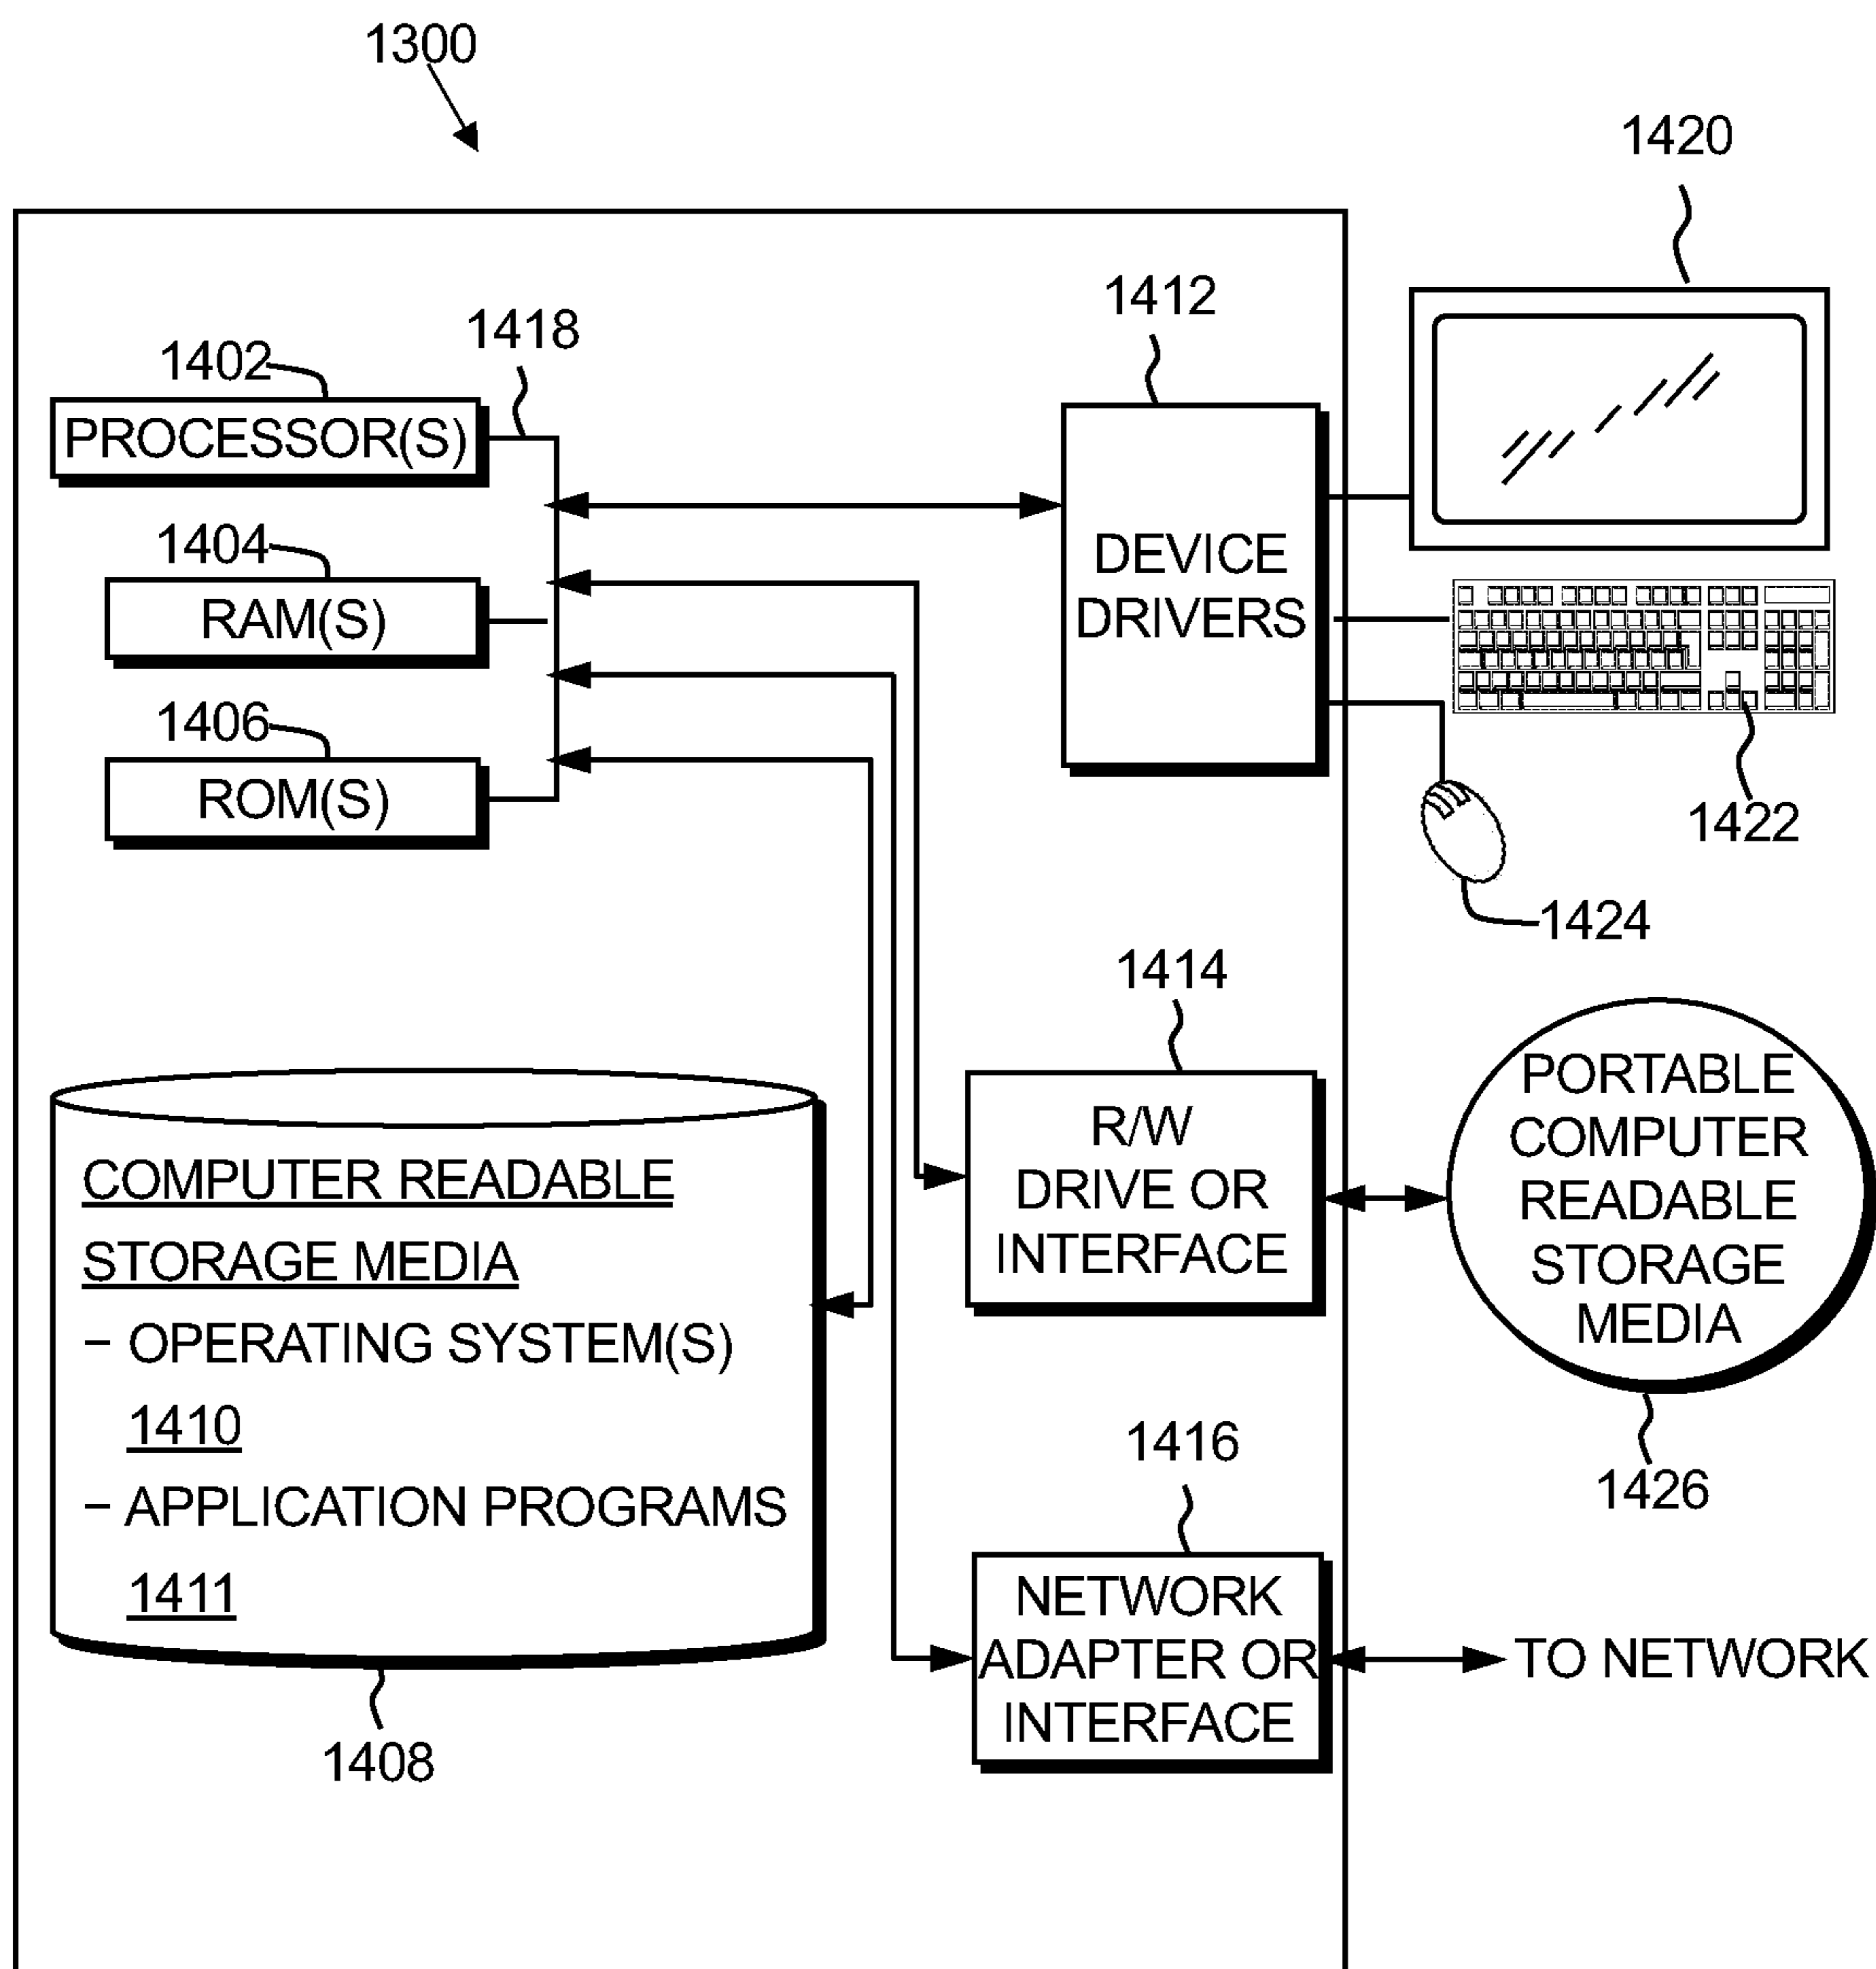 1300
1420
1412
1418
1402
PROCESSOR(S)
1404
RAM(S)
1406
ROM(S)
DEVICE
DRIVERS
1422
1424
1414
R/W
DRIVE OR
INTERFACE
PORTABLE
COMPUTER
READABLE
STORAGE
MEDIA
1426
COMPUTER READABLE
STORAGE MEDIA
– OPERATING SYSTEM(S)
1410
– APPLICATION PROGRAMS
1411
1408
1416
NETWORK
ADAPTER OR
INTERFACE
TO NETWORK